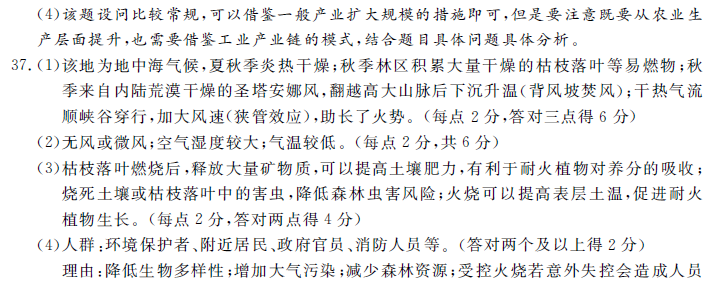 (4)该题设问比较常规,可以借鉴一般产业扩大规模的措施即可,但是要注意既要从农业生
产层面提升,也需要借鉴工业产业链的模式,结合题目具体问题具体分析。
37.(1)该地为地中海气候,夏秋季炎热干燥;秋季林区积累大量干燥的枯枝落叶等易燃物;秋
季来自内陆荒漠干燥的圣塔安娜风,翻越高大山脉后下沉升温(背风坡焚风);干热气流
顺峡谷穿行,加大风速(狭管效应),助长了火势。(每点2分,答对三点得6分)
(2)无风或微风;空气湿度较大;气温较低。(每点2分,共6分)
(3)枯枝落叶燃烧后,释放大量矿物质,可以提高土壤肥力,有利于耐火植物对养分的吸收;
烧死土壤或枯枝落叶中的害虫,降低森林虫害风险;火烧可以提高表层土温,促进耐火
植物生长。(每点2分,答对两点得4分)
(4)人群:环境保护者、附近居民、政府官员、消防人员等。(答对两个及以上得2分)
理由:降低生物多样性;增加大气污染;减少森林资源;受控火烧若意外失控会造成人员